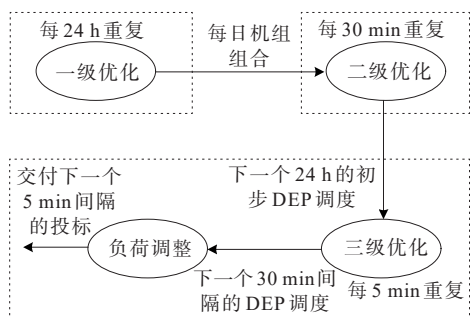 每 24 h 重复
一级优化
每日机组
组合
每 30 min 重复
二级优化
下一个 24 h 的初
步 DEP 调度
交付下一个
5 min 间隔
的投标
负荷调整
三级优化
下一个 30 min 间
隔的 DEP 调度
每 5 min 重复